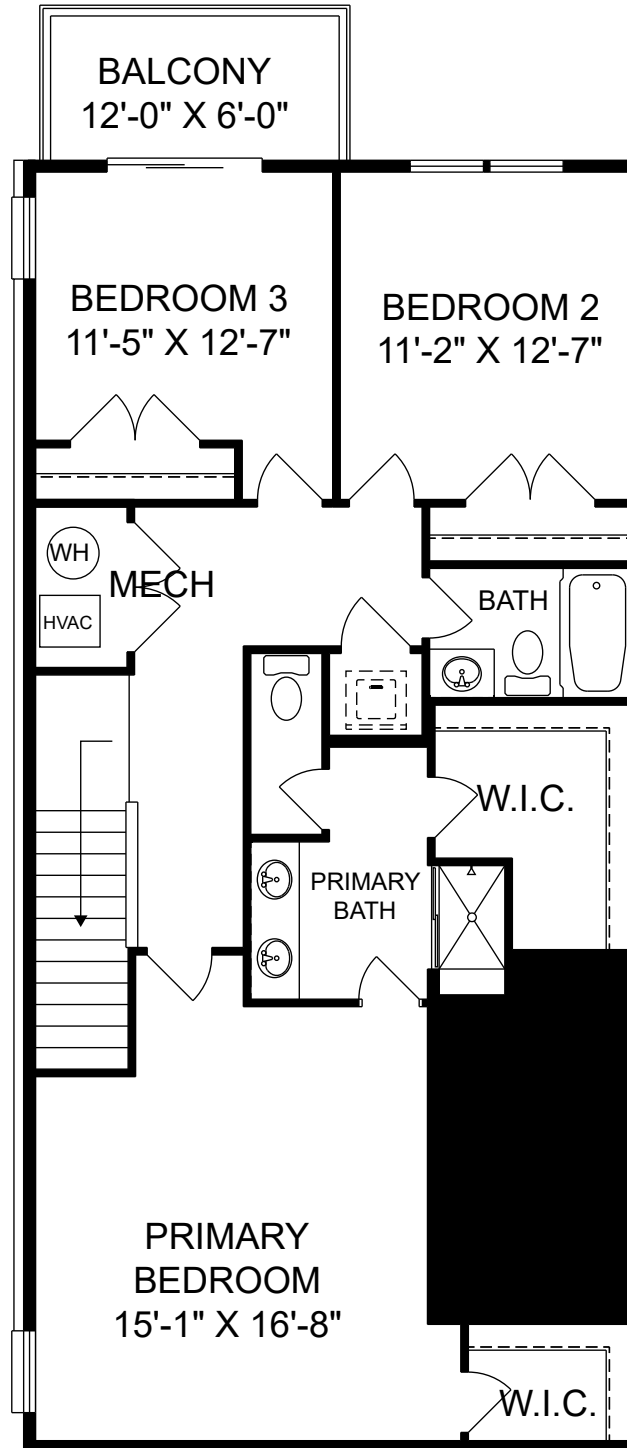 BALCONY
12'-0" X 6'-0"
BEDROOM 3
11'-5" X 12'-7"
BEDROOM 2
11'-2" X 12'-7"
WH
MECH
HVAC
BATH
W.I.C.
PRIMARY
BATH
PRIMARY
BEDROOM
15'-1" X 16'-8"
W.I.C.